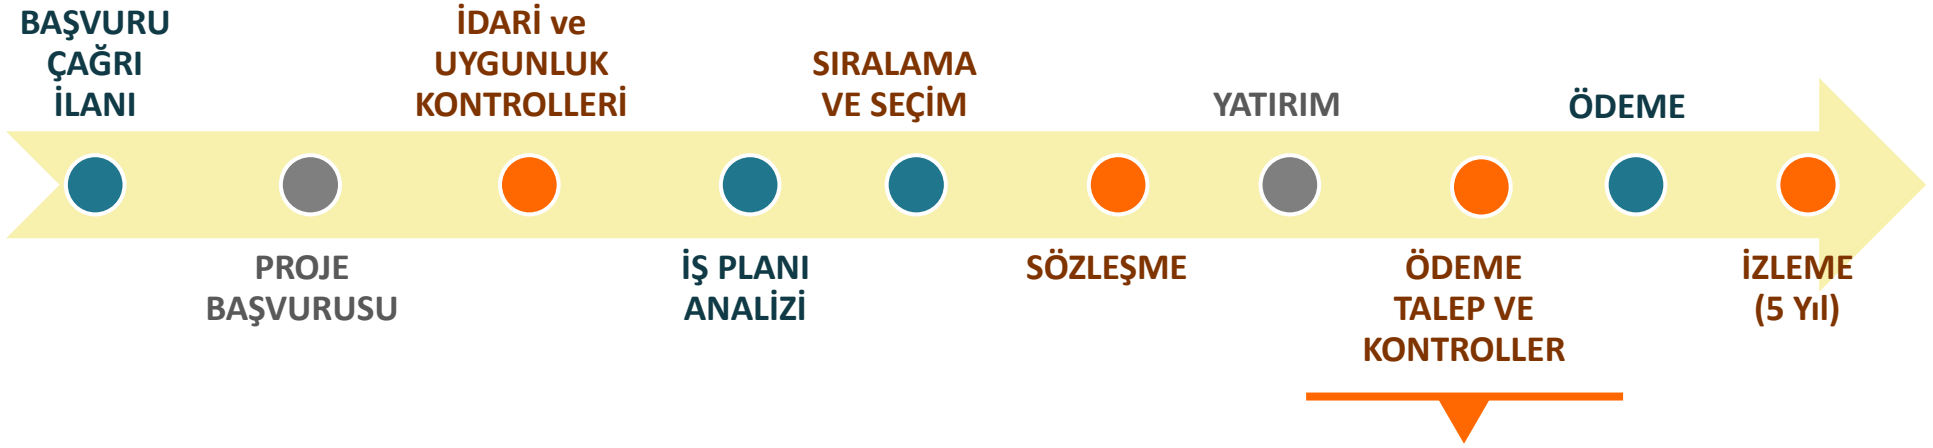 BAŞVURU
ÇAĞRI
İLANI
PROJE
BAŞVURUSU
İDARİ ve
UYGUNLUK
KONTROLLERİ
İŞ PLANI
ANALİZİ
SIRALAMA
VE SEÇİM
SÖZLEŞME
YATIRIM
ÖDEME
TALEP VE
KONTROLLER
ÖDEME
İZLEME
(5 Yıl)